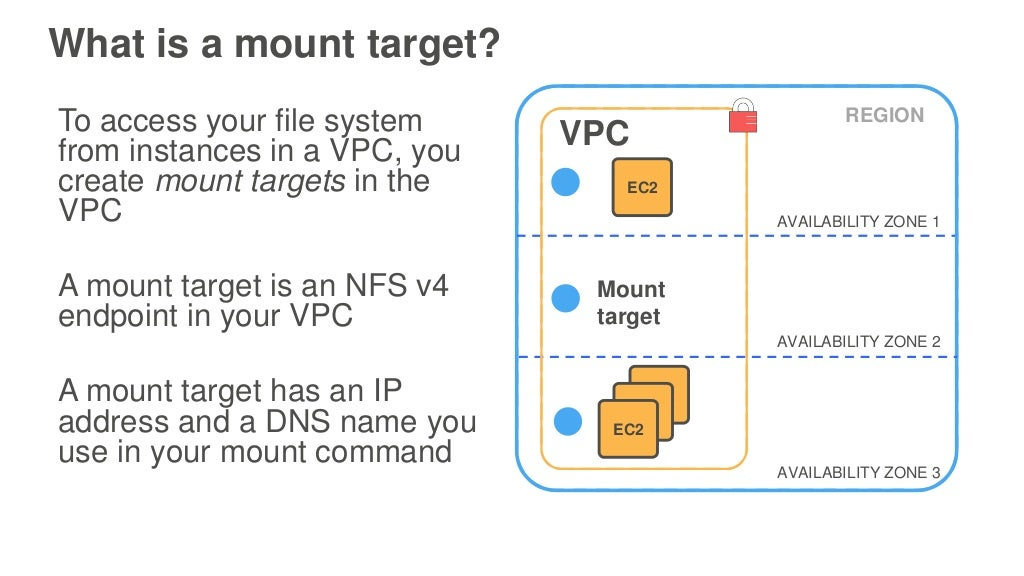 What is a mount target?
To access your file system
from instances in a VPC, you
create mount targets in the
VPC
A mount target is an NFS v4
endpoint in your VPC
A mount target has an IP
address and a DNS name you
use in your mount command
REGION
VPC
EC2
AVAILABILITY ZONE 1
Mount
target
AVAILABILITY ZONE 2
EC2
AVAILABILITY ZONE 3